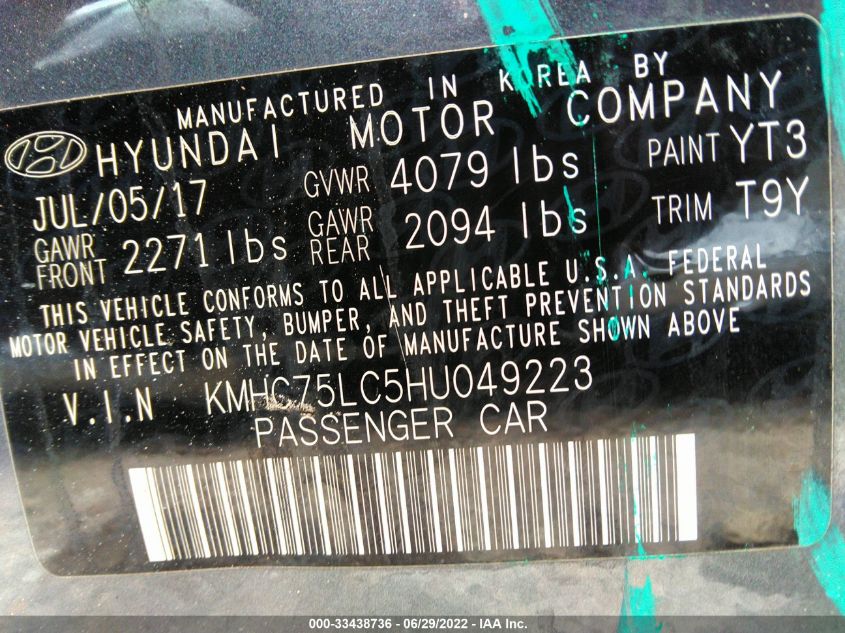 MANUFACTURED IN KOREA BY
HYUNDAI MOTOR COMPANY
JUL/05/17 GVWR 4079 lbs PAINT YT3
GAWR FRONT 2271 lbs GAWR REAR 2094 lbs TRIM T9Y
THIS VEHICLE CONFORMS TO ALL APPLICABLE U.S.A. FEDERAL
MOTOR VEHICLE SAFETY, BUMPER, AND THEFT PREVENTION STANDARDS
IN EFFECT ON THE DATE OF MANUFACTURE SHOWN ABOVE
V.I.N KMHC75LC5HU049223
PASSENGER CAR
000-33438736 - 06/29/2022 - IAA Inc.